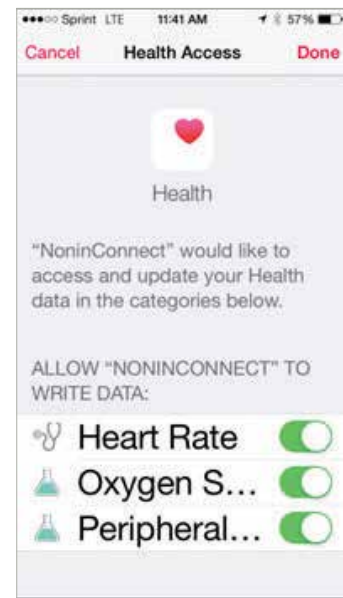 Sprint LTE 11:41 AM 57%
Cancel Health Access Done
Health
“NoninConnect” would like to
access and update your Health
data in the categories below.
ALLOW “NONINCONNECT” TO
WRITE DATA:
Heart Rate
Oxygen S...
Peripheral...